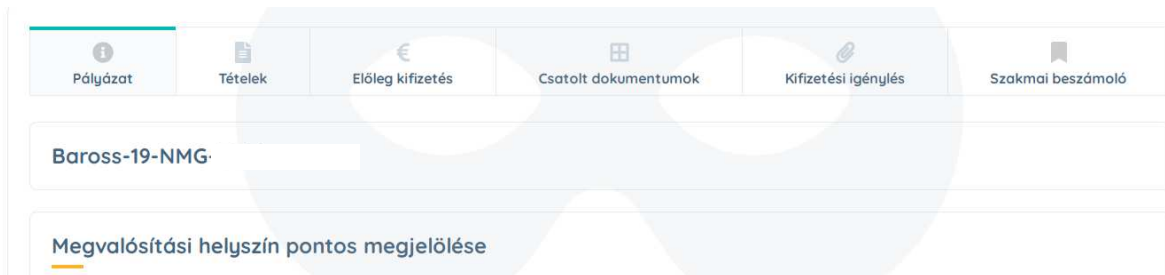 Pályázat
Tételek
Előleg kifizetés
Csatolt dokumentumok
Kifizetési igénylés
Szakmai beszámoló
Baross-19-NMG-
Megvalósítási helyszín pontos megjelölése